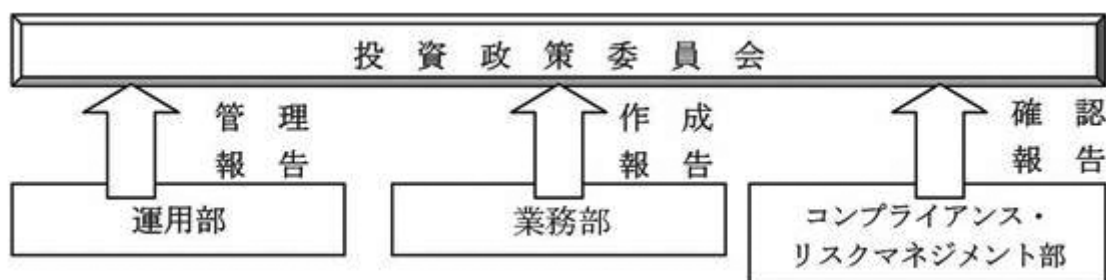 投資政策委員会
管理
報告
作成
報告
確認
報告
運用部
業務部
コンプライアンス・
リスクマネジメント部